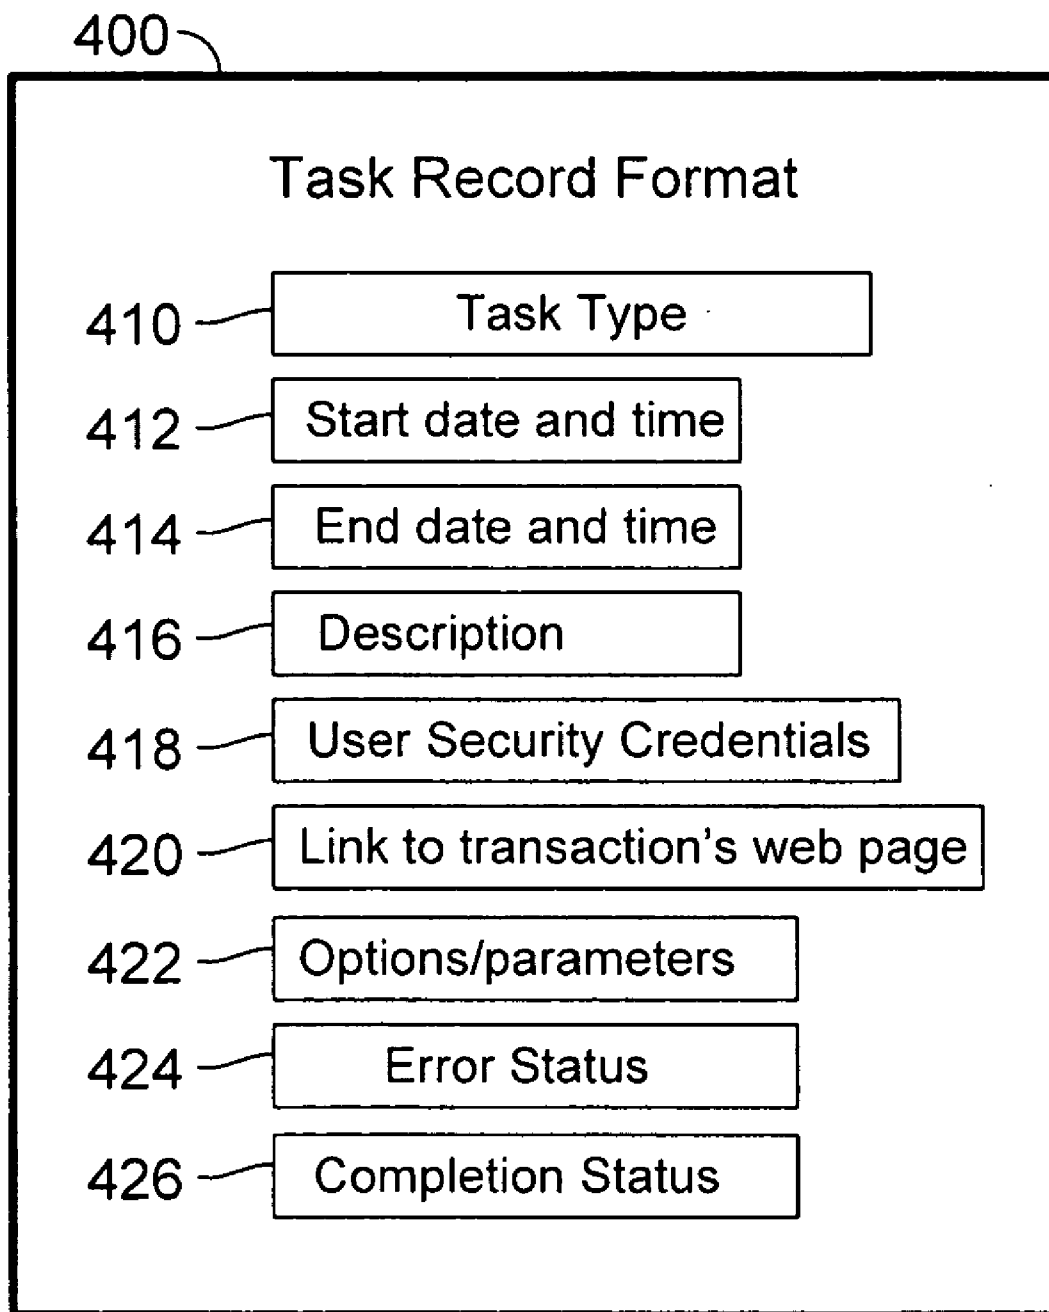 400
Task Record Format
410 Task Type
412 Start date and time
414 End date and time
416 Description
418 User Security Credentials
420 Link to transaction's web page
422 Options/parameters
424 Error Status
426 Completion Status